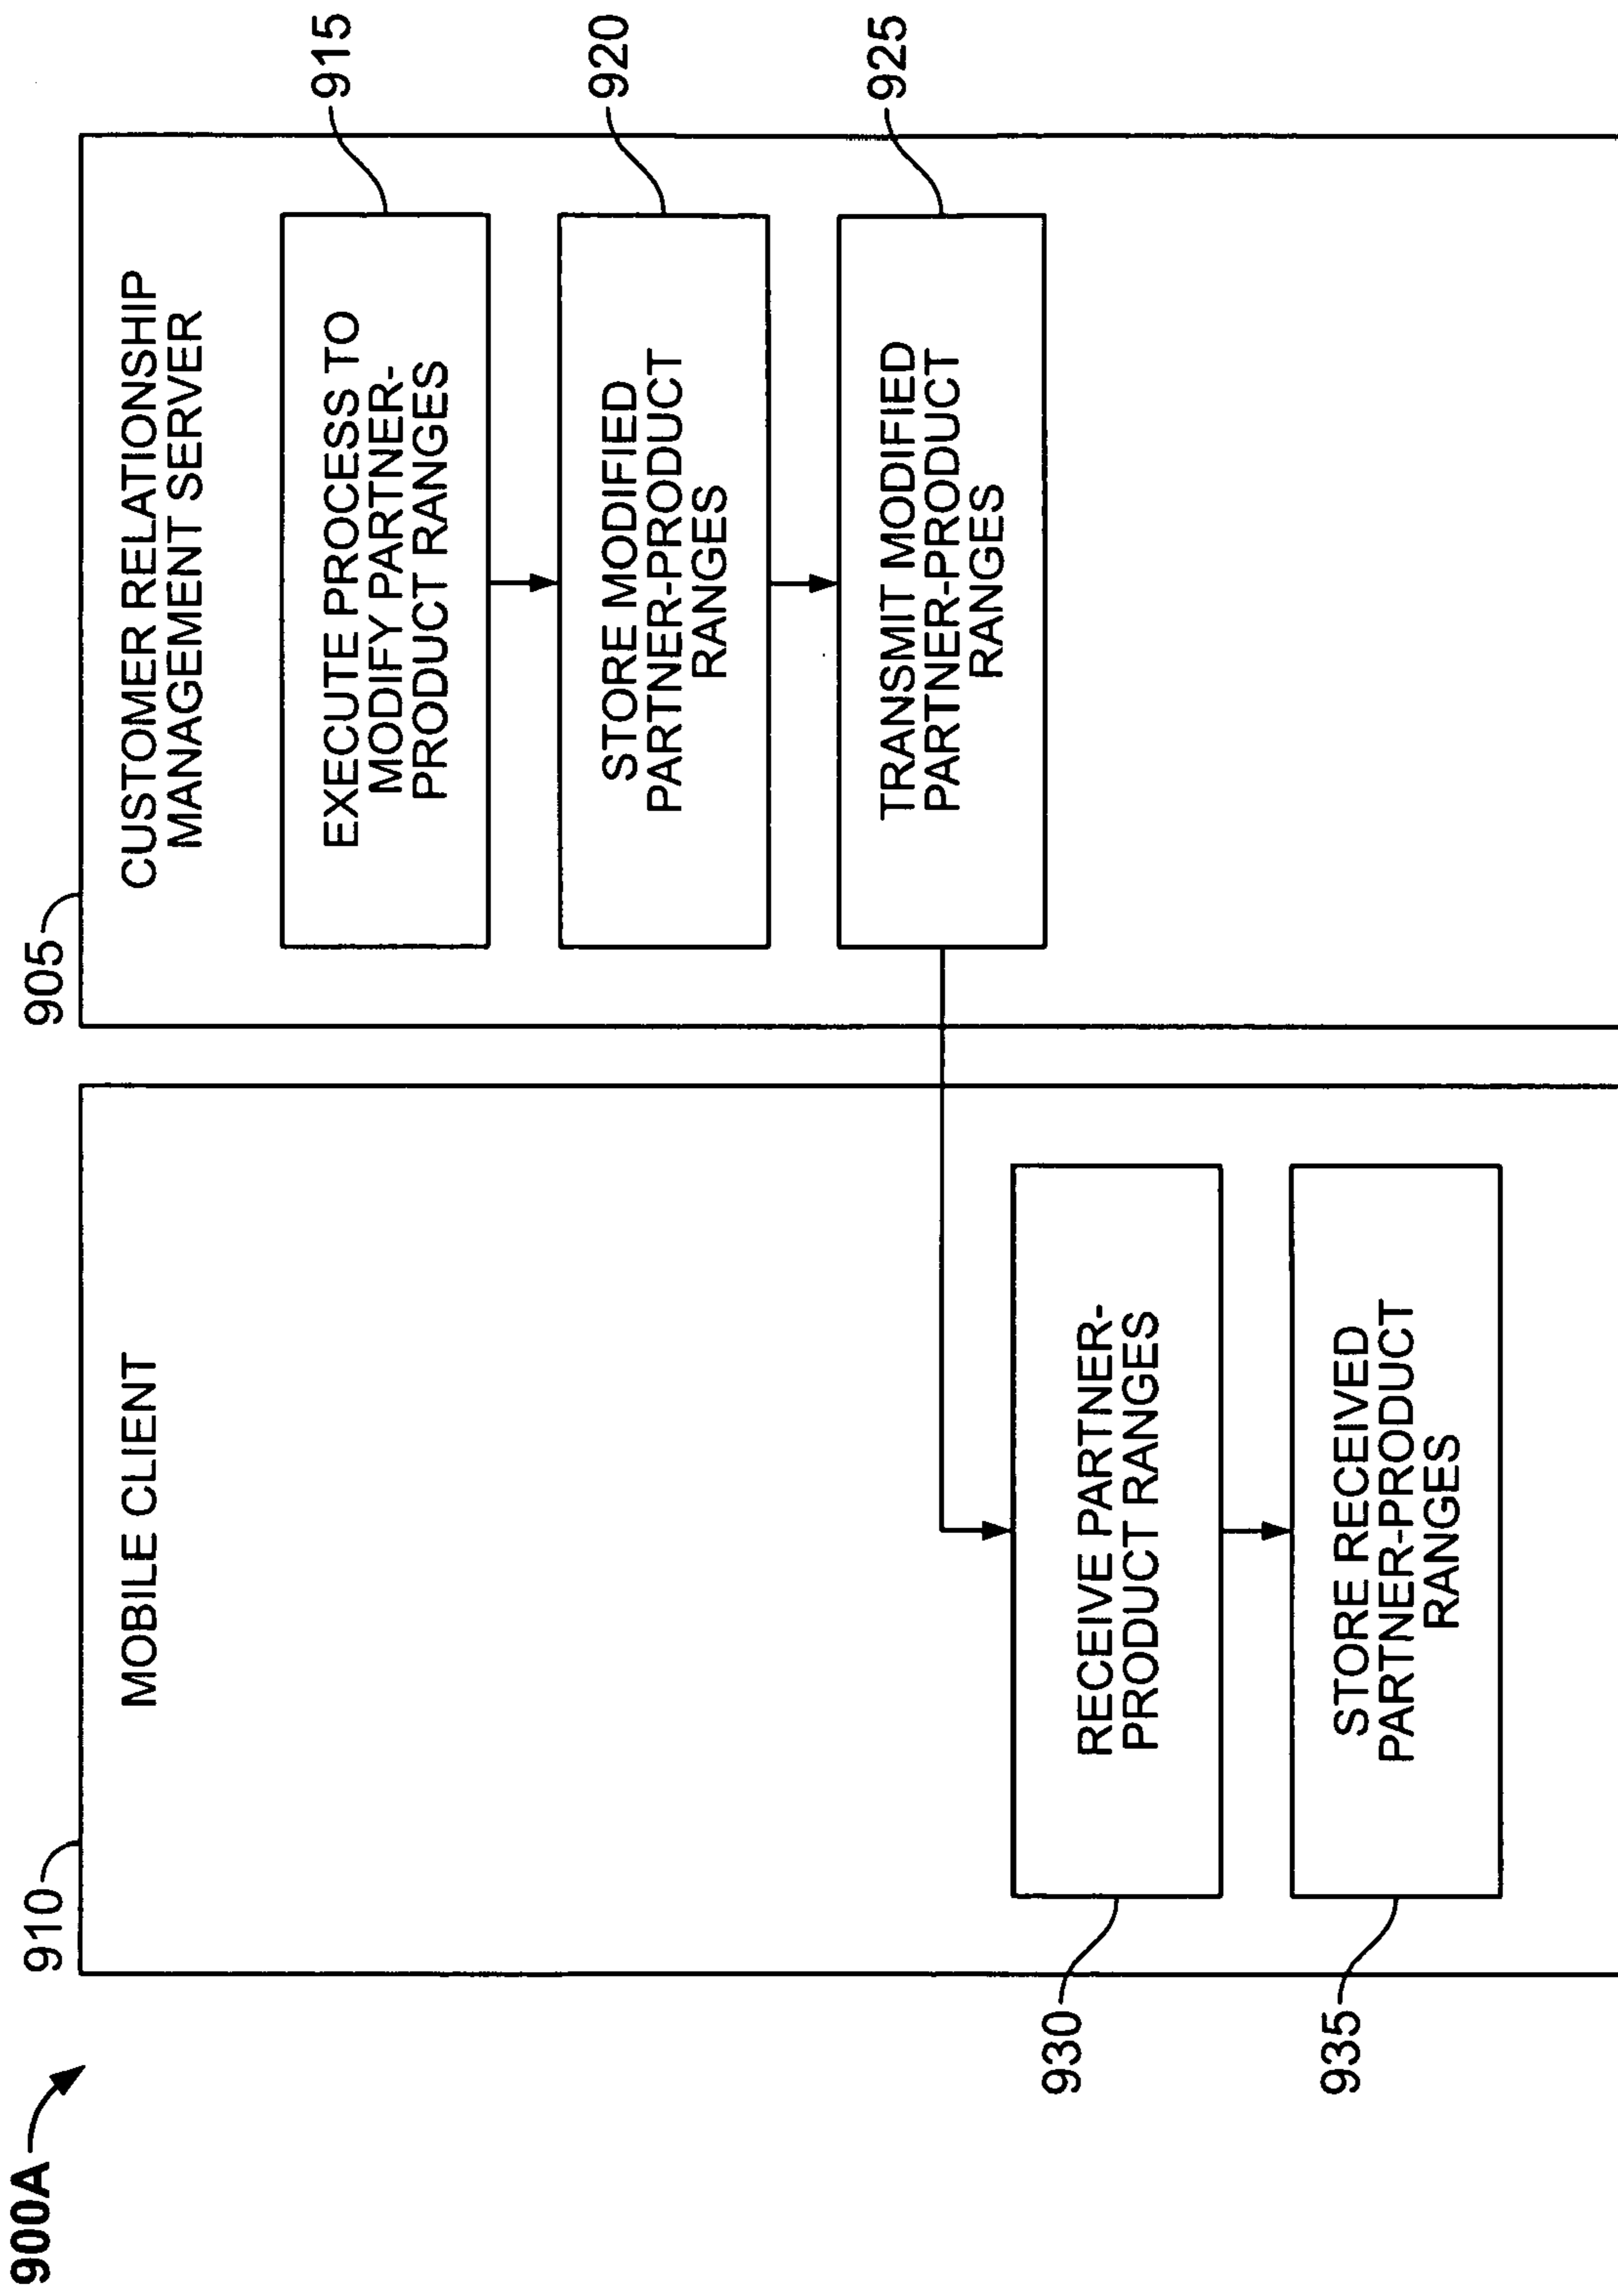 900A
910
MOBILE CLIENT
905
CUSTOMER RELATIONSHIP
MANAGEMENT SERVER
EXECUTE PROCESS TO
MODIFY PARTNER-
PRODUCT RANGES
915
STORE MODIFIED
PARTNER-PRODUCT
RANGES
920
TRANSMIT MODIFIED
PARTNER-PRODUCT
RANGES
925
930
RECEIVE PARTNER-
PRODUCT RANGES
935
STORE RECEIVED
PARTNER-PRODUCT
RANGES